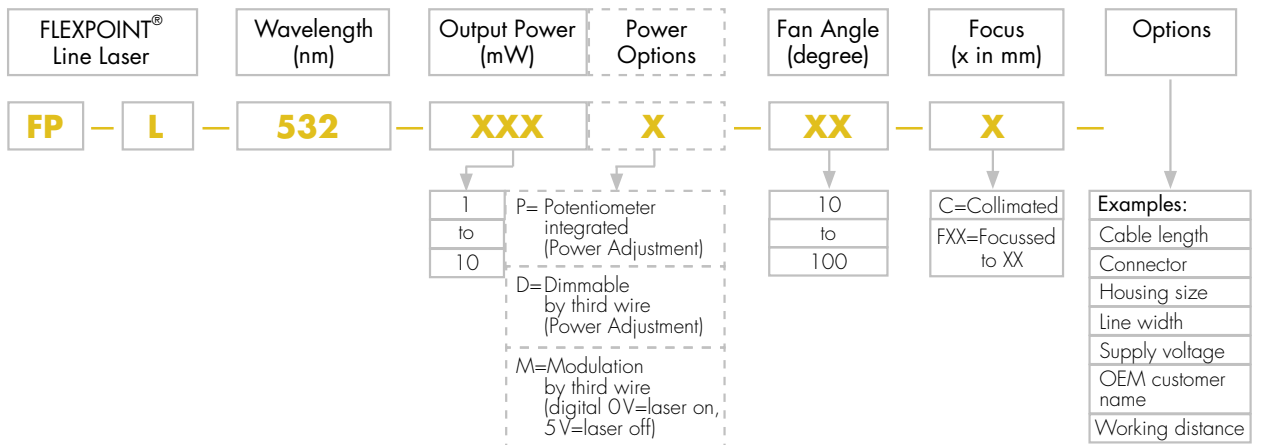 FLEXPOINT®
Line Laser
Wavelength
(nm)
Output Power
(mW)
Power
Options
Fan Angle
(degree)
Focus
(x in mm)
Options
FP — L — 532 — XXX X — XX — X —
1
to
10
P= Potentiometer
integrated
(Power Adjustment)
D=Dimmable
by third wire
(Power Adjustment)
M=Modulation
by third wire
(digital 0V=laser on,
5V=laser off)
10
to
100
C=Collimated
FXX=Focussed
to XX
Examples:
Cable length
Connector
Housing size
Line width
Supply voltage
OEM customer
name
Working distance